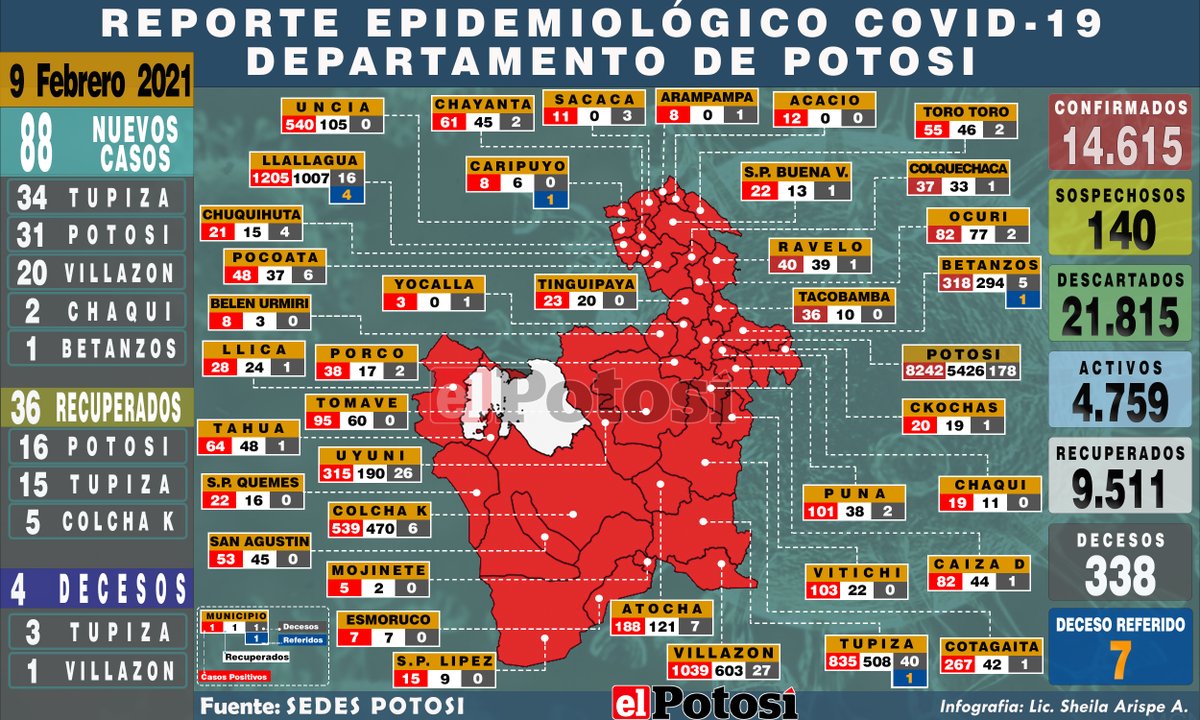 REPORTE EPIDEMIOLÓGICO COVID-19
DEPARTAMENTO DE POTOSI
9 Febrero 2021
88 NUEVOS CASOS
34 TUPIZA
31 POTOSI
20 VILLAZON
2 CHAQUI
1 BETANZOS
36 RECUPERADOS
16 POTOSI
15 TUPIZA
5 COLCHA K
4 DECESOS
3 TUPIZA
1 VILLAZON
UNCIA
540 105 0
CHAYANTA
61 45 2
SACACA
11 0 3
ARAMPAMPA
8 0 1
ACACIO
12 0 0
TORO TORO
55 46 2
LLALLAGUA
1205 1007 16
4
CARIPUYO
8 6 0
1
S.P. BUENA V.
22 13 1
COLQUECHACA
37 33 1
CHUQUIHUTA
21 15 4
OCURI
82 77 2
POCOATA
48 37 6
RAVELO
40 39 1
BETANZOS
318 294 5
1
YOCALLA
3 0 1
TINGUIPAYA
23 20 0
TACOBAMBA
36 10 0
BELEN URMIRI
8 3 0
LLICA
28 24 1
PORCO
38 17 2
POTOSI
8242 5426 178
el Potosí
TOMAVE
95 60 0
CKOCHAS
20 19 1
TAHUA
64 48 1
UYUNI
315 190 26
S.P. QUEMES
22 16 0
PUNA
101 38 2
CHAQUI
19 11 0
COLCHA K
539 470 6
SAN AGUSTIN
53 45 0
MOJINETE
5 2 0
VITICHI
103 22 0
CAIZA D
82 44 1
ESMORUCO
7 7 0
ATOCHA
188 121 7
S.P. LIPEZ
15 9 0
VILLAZON
1039 603 27
TUPIZA
835 508 40
1
COTAGAITA
267 42 1
MUNICIPIO
1 1 1 Decesos
1 Referidos
Recuperados
Casos Positivos
CONFIRMADOS
14.615
SOSPECHOSOS
140
DESCARTADOS
21.815
ACTIVOS
4.759
RECUPERADOS
9.511
DECESOS
338
DECESO REFERIDO
7
Fuente: SEDES POTOSI
el Potosí
Infografia: Lic. Sheila Arispe A.